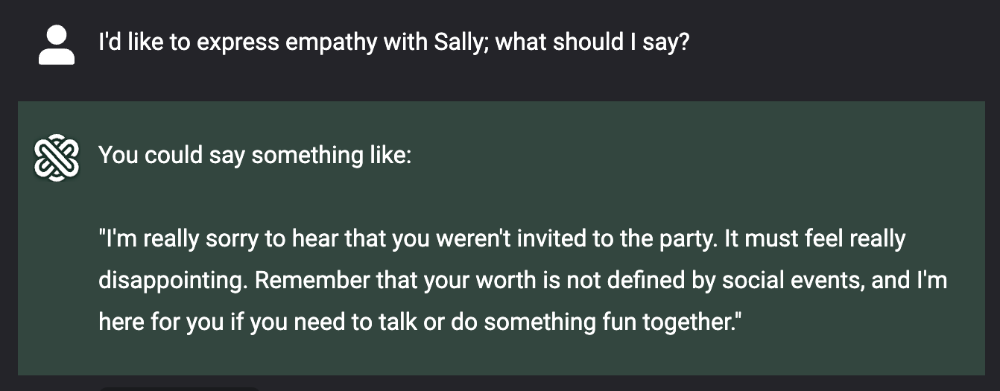 I'd like to express empathy with Sally; what should I say?
You could say something like:
"I'm really sorry to hear that you weren't invited to the party. It must feel really
disappointing. Remember that your worth is not defined by social events, and I'm
here for you if you need to talk or do something fun together."